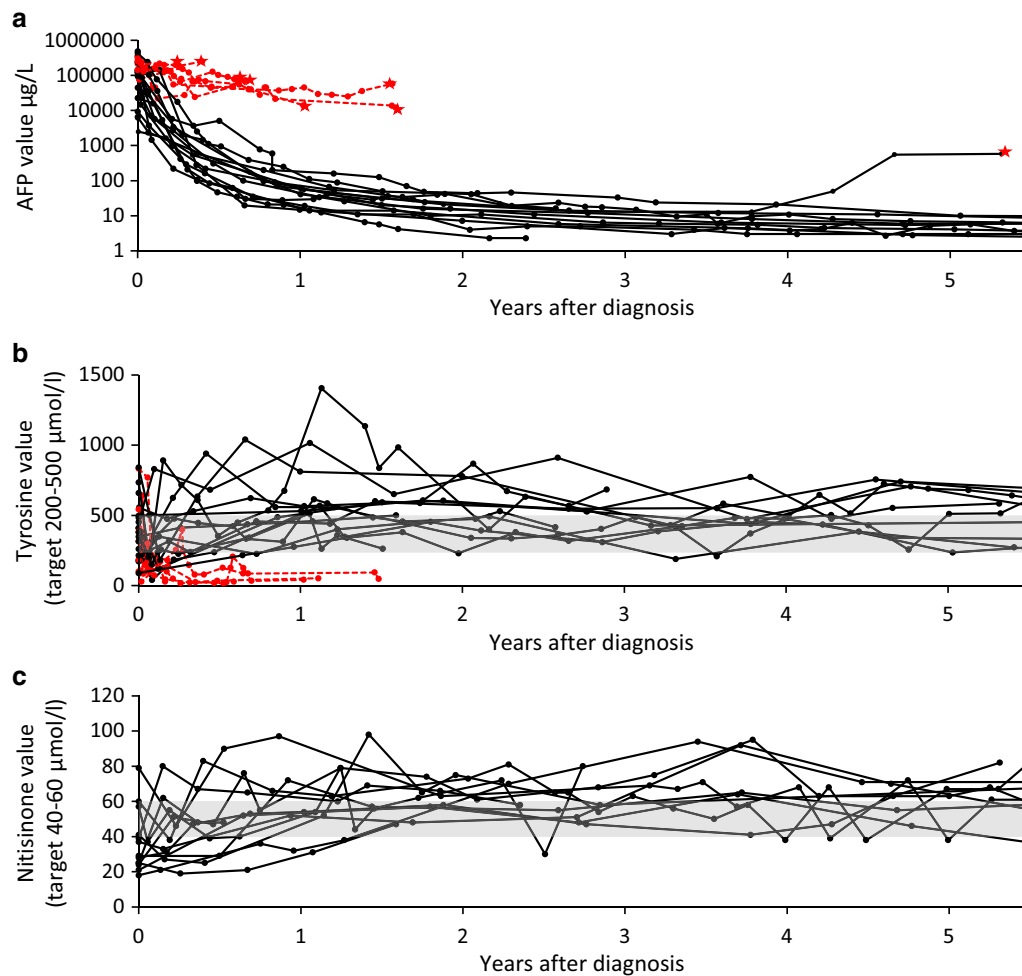 a
AFP value µg/L
1000000
100000
10000
1000
100
10
1
0 1 2 3 4 5
Years after diagnosis
b
Tyrosine value
(target 200-500 µmol/l)
1500
1000
500
0
0 1 2 3 4 5
Years after diagnosis
c
Nitisinone value
(target 40-60 µmol/l)
120
100
80
60
40
20
0
0 1 2 3 4 5
Years after diagnosis